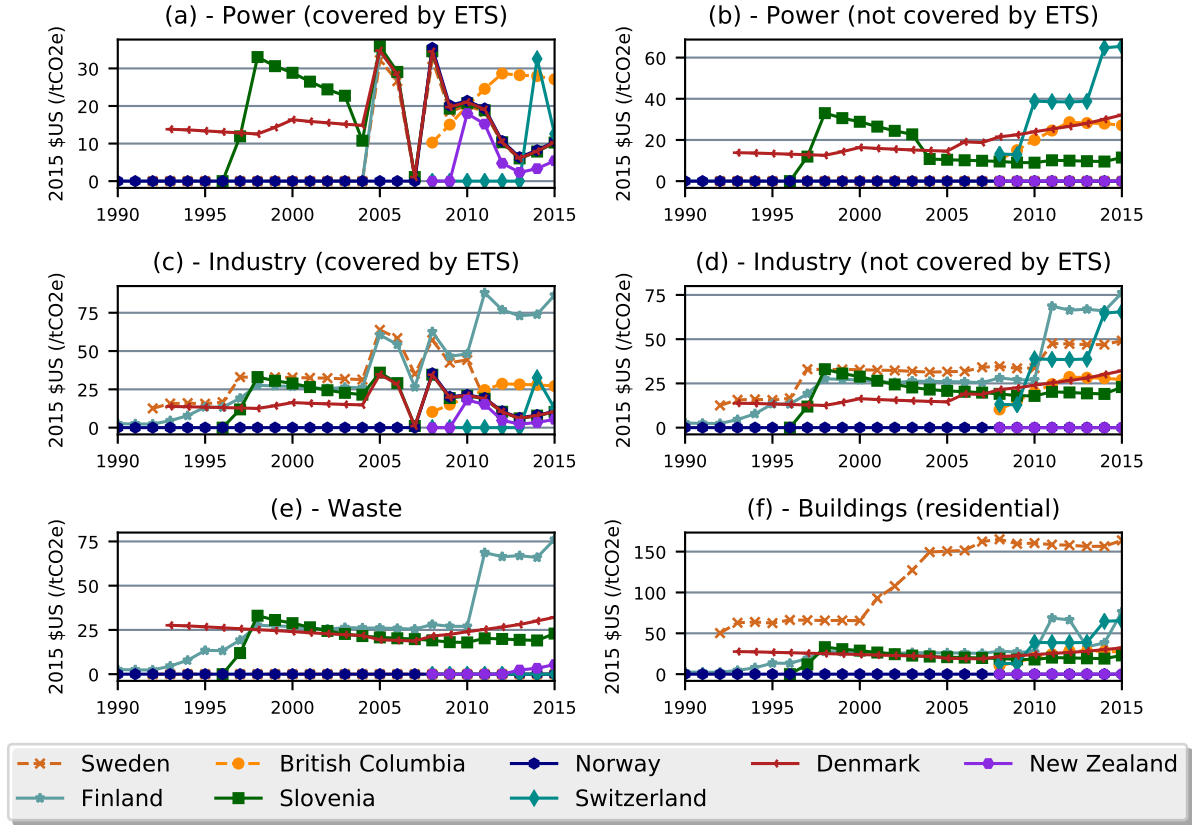 (a) - Power (covered by ETS)
2015 $US (/tCO2e)
30
20
10
0
1990 1995 2000 2005 2010 2015
(b) - Power (not covered by ETS)
2015 $US (/tCO2e)
60
40
20
0
1990 1995 2000 2005 2010 2015
(c) - Industry (covered by ETS)
2015 $US (/tCO2e)
75
50
25
0
1990 1995 2000 2005 2010 2015
(d) - Industry (not covered by ETS)
2015 $US (/tCO2e)
75
50
25
0
1990 1995 2000 2005 2010 2015
(e) - Waste
2015 $US (/tCO2e)
75
50
25
0
1990 1995 2000 2005 2010 2015
(f) - Buildings (residential)
2015 $US (/tCO2e)
150
100
50
0
1990 1995 2000 2005 2010 2015
Sweden British Columbia Norway Denmark New Zealand
Finland Slovenia Switzerland